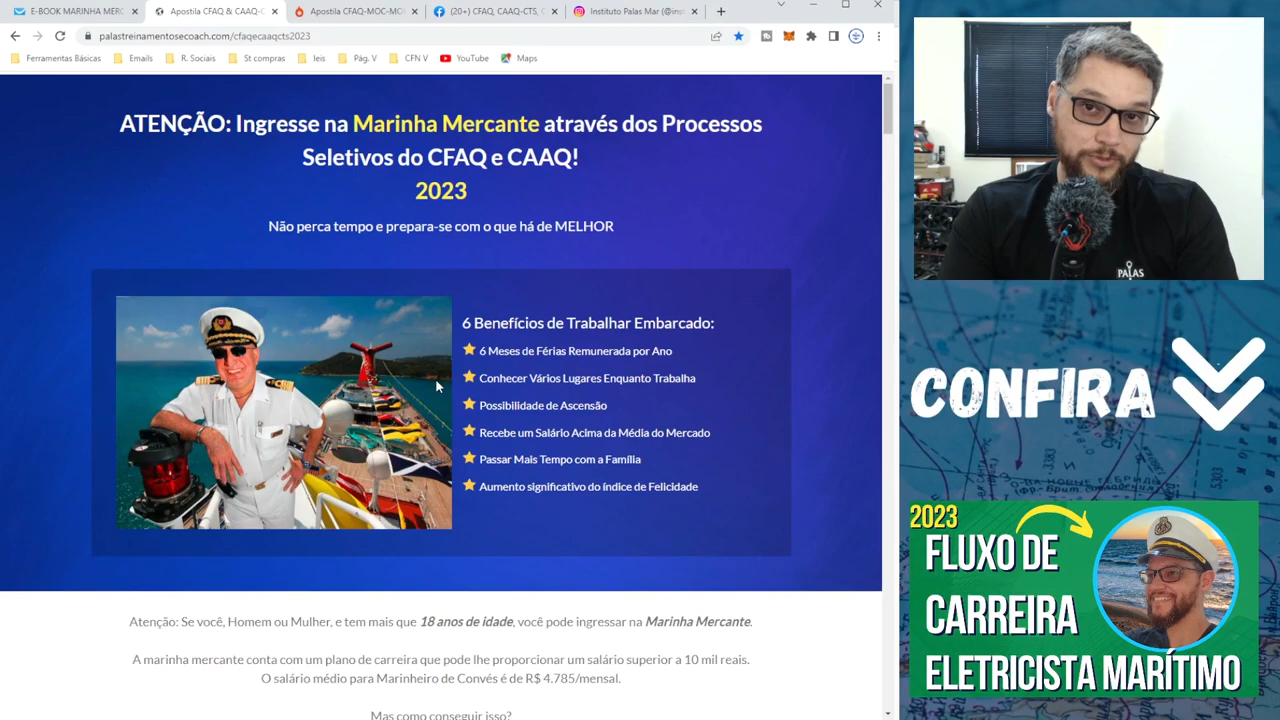 E-BOOK MARINHA MERC
Apostila CFAQ & CAAQ-C
Apostila CFAQ-MOC-MO
(20+) CFAQ, CAAQ-CTS, C
Instituto Palas Mar (@inst
palastreinamentosecoach.com/cfaqecaaqcts2023
Ferramentas Básicas
Emails
R. Sociais
St compras
leis
Pág. V
CFN V
YouTube
Maps
ATENÇÃO: Ingresse na Marinha Mercante através dos Processos
Seletivos do CFAQ e CAAQ!
2023
Não perca tempo e prepara-se com o que há de MELHOR
6 Benefícios de Trabalhar Embarcado:
6 Meses de Férias Remunerada por Ano
Conhecer Vários Lugares Enquanto Trabalha
Possibilidade de Ascensão
Recebe um Salário Acima da Média do Mercado
Passar Mais Tempo com a Família
Aumento significativo do índice de Felicidade
Atenção: Se você, Homem ou Mulher, e tem mais que 18 anos de idade, você pode ingressar na Marinha Mercante.
A marinha mercante conta com um plano de carreira que pode lhe proporcionar um salário superior a 10 mil reais.
O salário médio para Marinheiro de Convés é de R$ 4.785/mensal.
Mas como conseguir isso?
PALAS
CONFIRA
2023
FLUXO DE
CARREIRA
ELETRICISTA MARÍTIMO